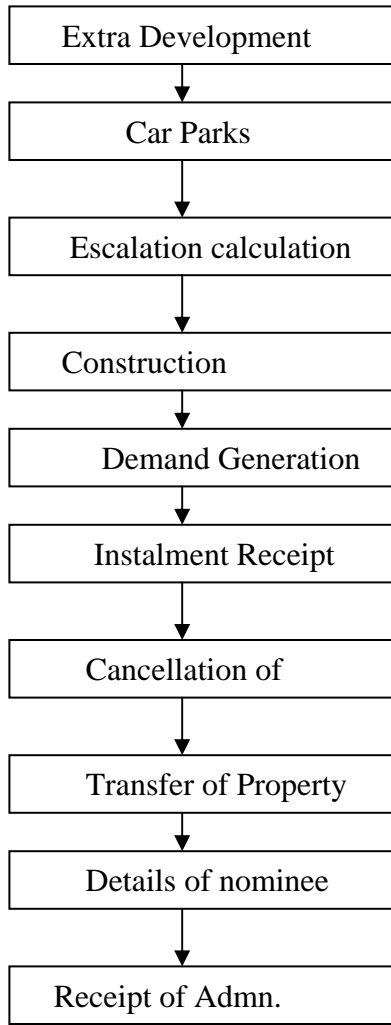 Extra Development
Car Parks
Escalation calculation
Construction
Demand Generation
Instalment Receipt
Cancellation of
Transfer of Property
Details of nominee
Receipt of Admn.